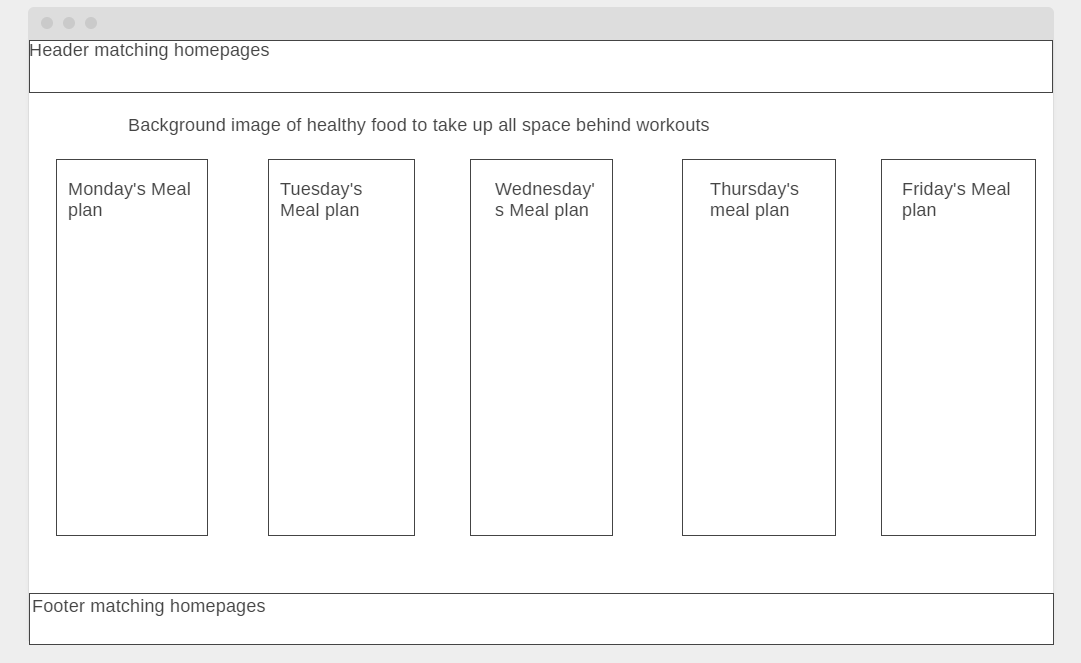 Header matching homepages
Background image of healthy food to take up all space behind workouts
Monday's Meal
plan
Tuesday's
Meal plan
Wednesday'
s Meal plan
Thursday's
meal plan
Friday's Meal
plan
Footer matching homepages